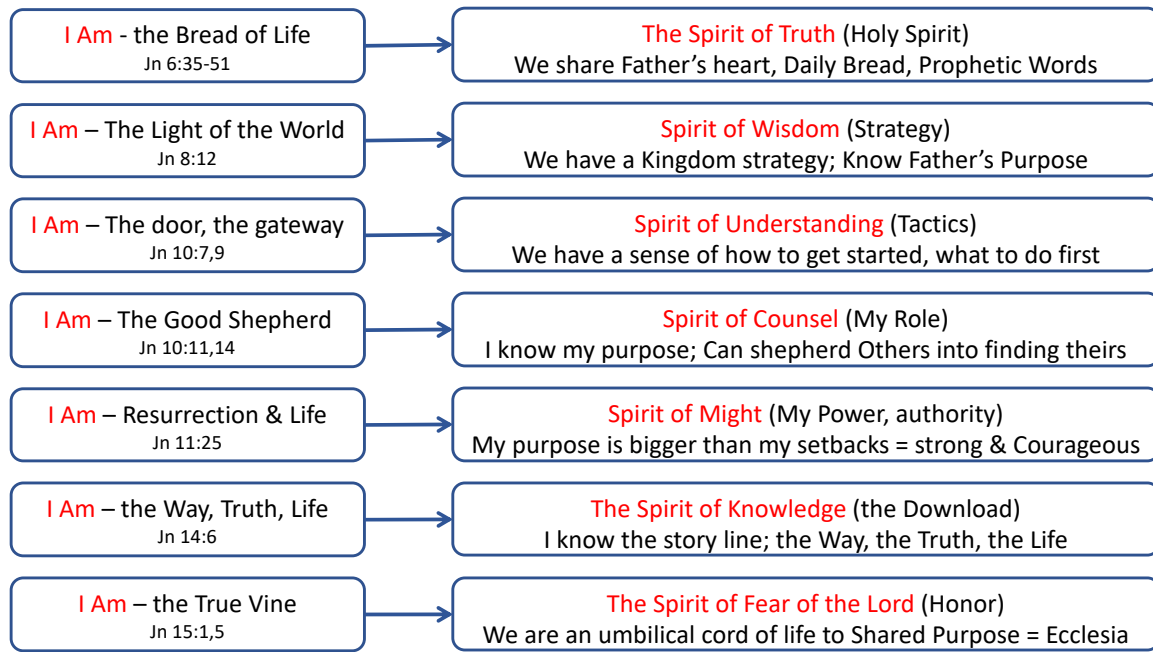 I Am - the Bread of Life
Jn 6:35-51
The Spirit of Truth (Holy Spirit)
We share Father’s heart, Daily Bread, Prophetic Words
I Am – The Light of the World
Jn 8:12
Spirit of Wisdom (Strategy)
We have a Kingdom strategy; Know Father’s Purpose
I Am – The door, the gateway
Jn 10:7,9
Spirit of Understanding (Tactics)
We have a sense of how to get started, what to do first
I Am – The Good Shepherd
Jn 10:11,14
Spirit of Counsel (My Role)
I know my purpose; Can shepherd Others into finding theirs
I Am – Resurrection & Life
Jn 11:25
Spirit of Might (My Power, authority)
My purpose is bigger than my setbacks = strong & Courageous
I Am – the Way, Truth, Life
Jn 14:6
The Spirit of Knowledge (the Download)
I know the story line; the Way, the Truth, the Life
I Am – the True Vine
Jn 15:1,5
The Spirit of Fear of the Lord (Honor)
We are an umbilical cord of life to Shared Purpose = Ecclesia